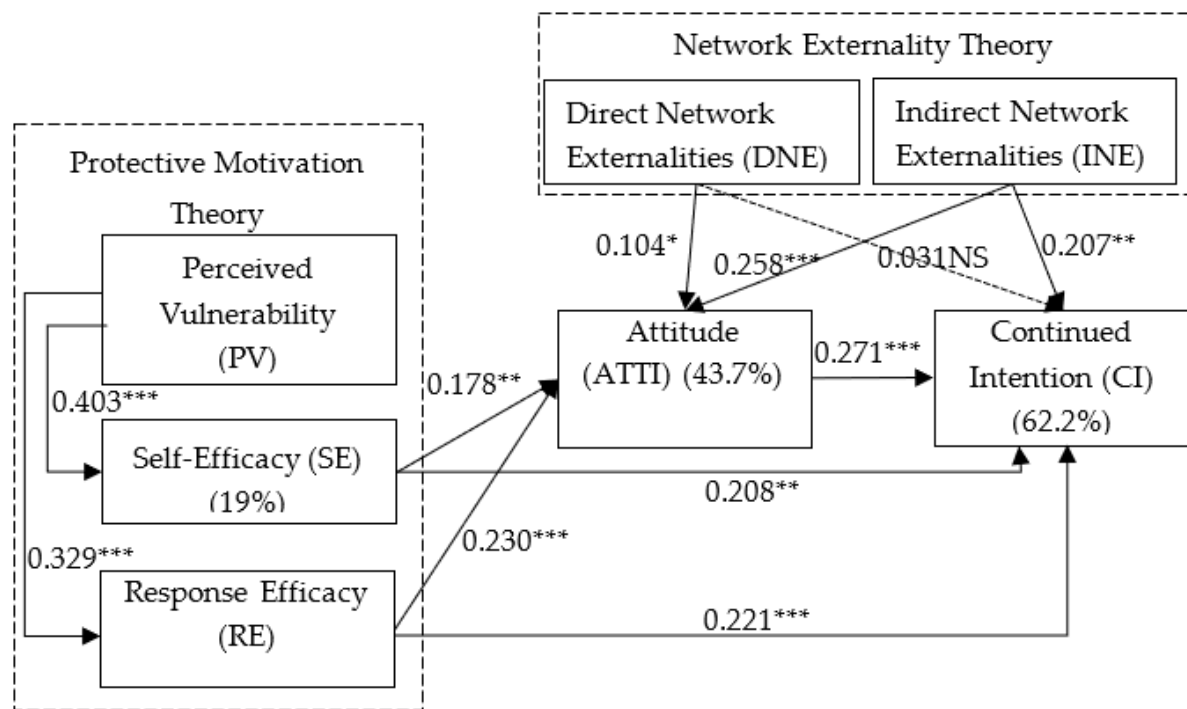 Network Externality Theory
Direct Network
Externalities (DNE)
Indirect Network
Externalities (INE)
Protective Motivation
Theory
Perceived
Vulnerability
(PV)
0.104*
0.258***
0.031NS
0.207**
Attitude
(ATTI) (43.7%)
0.271***
Continued
Intention (CI)
(62.2%)
0.403***
0.178**
Self-Efficacy (SE)
(19%)
0.208**
0.329***
0.230***
Response Efficacy
(RE)
0.221***